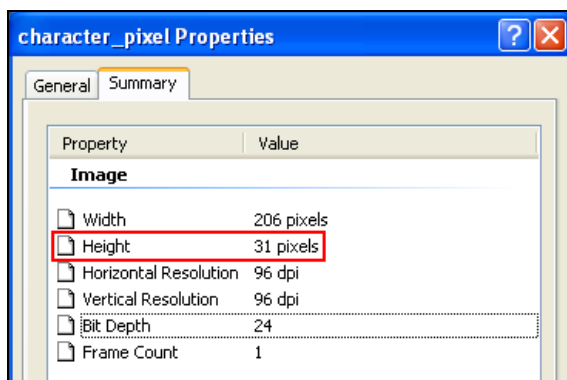 character_pixel Properties
General Summary
Property Value
Image
Width 206 pixels
Height 31 pixels
Horizontal Resolution 96 dpi
Vertical Resolution 96 dpi
Bit Depth 24
Frame Count 1